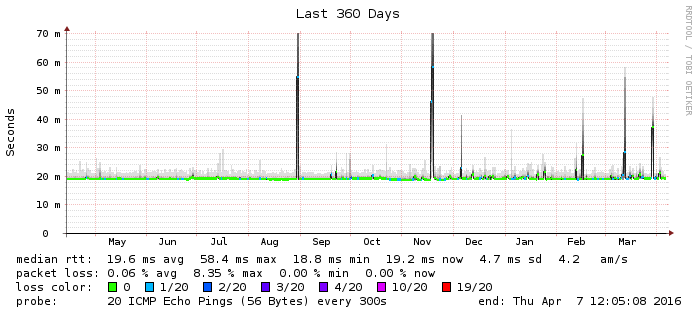 Last 360 Days
RRDTOOL / TOBI OETIKER
Seconds
70 m
60 m
50 m
40 m
30 m
20 m
10 m
0
May Jun Jul Aug Sep Oct Nov Dec Jan Feb Mar
median rtt: 19.6 ms avg 58.4 ms max 18.8 ms min 19.2 ms now 4.7 ms sd 4.2 am/s
packet loss: 0.06 % avg 8.35 % max 0.00 % min 0.00 % now
loss color: 0 1/20 2/20 3/20 4/20 10/20 19/20
probe: 20 ICMP Echo Pings (56 Bytes) every 300s end: Thu Apr 7 12:05:08 2016